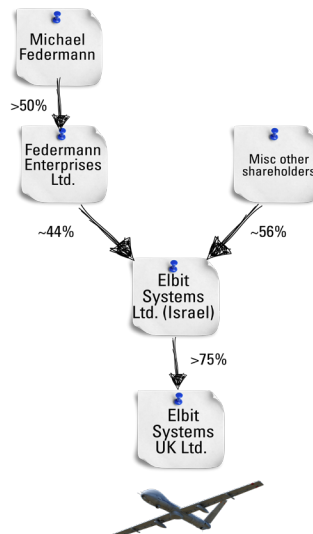 Michael
Federmann
>50%
Federmann
Enterprises
Ltd.
Misc other
shareholders
~44%
~56%
Elbit
Systems
Ltd. (Israel)
>75%
Elbit
Systems
UK Ltd.